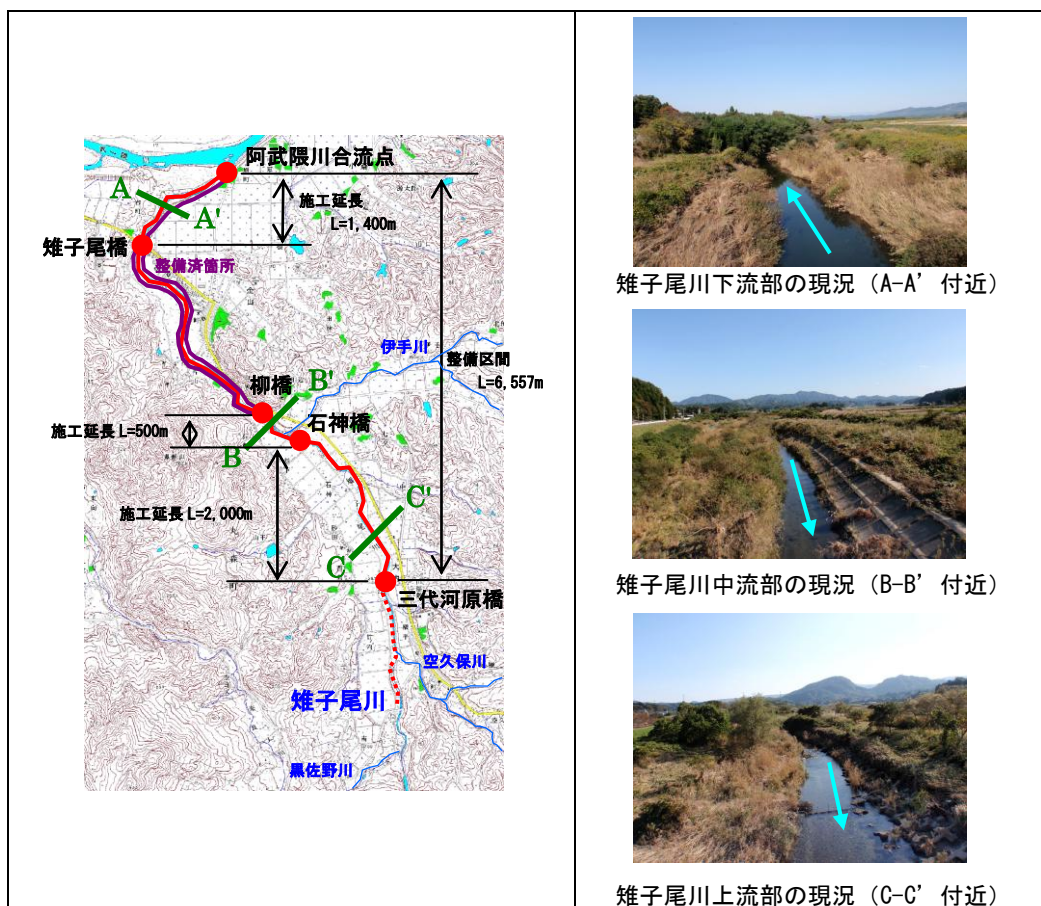 阿武隈川合流点
A
A'
施工延長
L=1,400m
雉子尾橋
整備済箇所
伊手川
整備区間
L=6,557m
柳橋
B'
石神橋
施工延長 L=500m
B
C'
施工延長 L=2,000m
C
三代河原橋
空久保川
雉子尾川
黒佐野川
雉子尾川下流部の現況（A-A’付近）
雉子尾川中流部の現況（B-B’付近）
雉子尾川上流部の現況（C-C’付近）